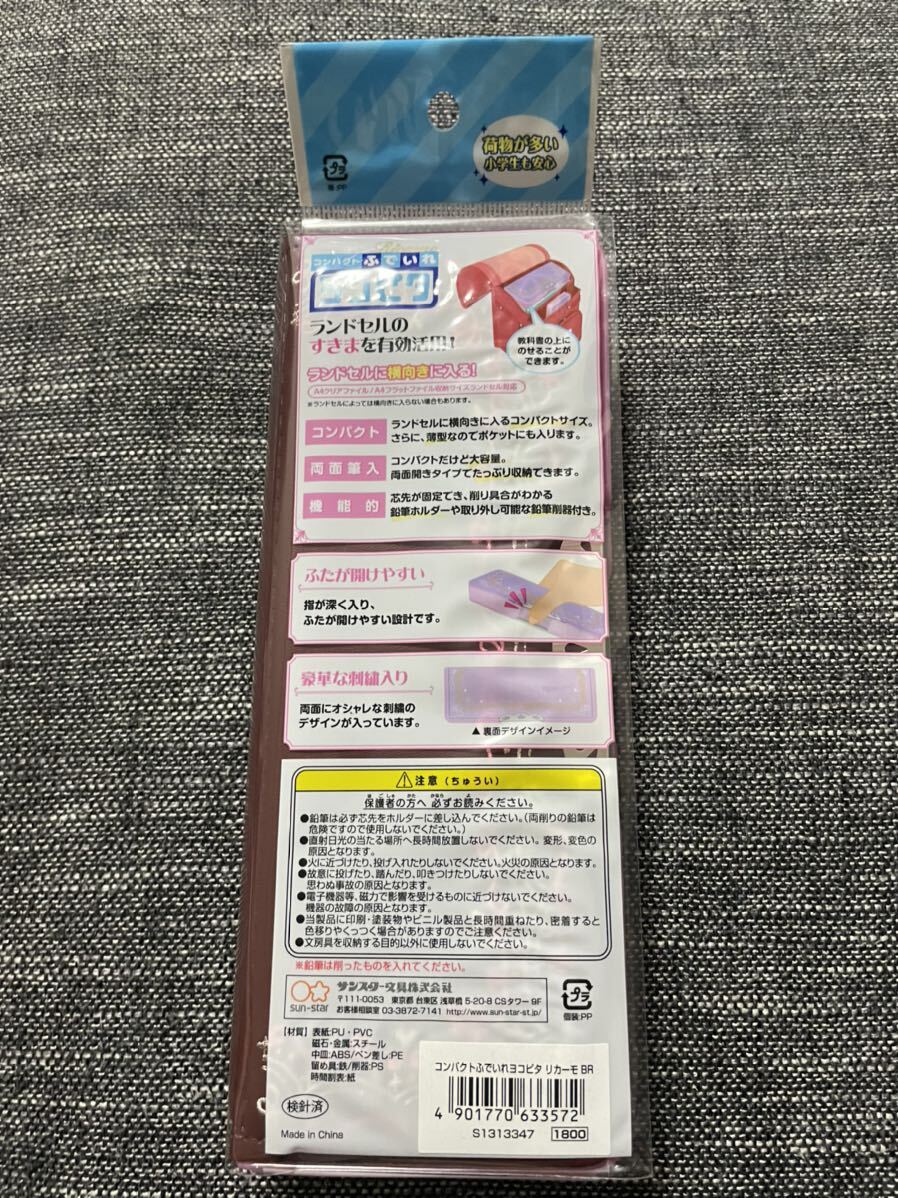 荷物が多い
小学生も安心
プラ
袋:PP
コンパクト ふでいれ
ヨコピタ
ランドセルの
すきまを有効活用!
教科書の上に
のせることが
できます。
ランドセルに横向きに入る!
A4クリアファイル/A4フラットファイル収納サイズランドセル対応
※ランドセルによっては横向きに入らない場合もあります。
コンパクト
ランドセルに横向きに入るコンパクトサイズ。
さらに、薄型なのでポケットにも入ります。
両面筆入
コンパクトだけど大容量。
両面開きタイプでたっぷり収納できます。
機能的
芯先が固定でき、削り具合がわかる
鉛筆ホルダーや取り外し可能な鉛筆削器付き。
ふたが開けやすい
指が深く入り、
ふたが開けやすい設計です。
豪華な刺繍入り
両面にオシャレな刺繍の
デザインが入っています。
▲裏面デザインイメージ
注意(ちゅうい)
保護者の方へ 必ずお読みください。
●鉛筆は必ず芯先をホルダーに差し込んでください。(両削りの鉛筆は
危険ですので使用しないでください。)
●直射日光の当たる場所へ長時間放置しないでください。変形、変色の
原因となります。
●火に近づけたり、投げ入れたりしないでください。火災の原因となります。
●故意に投げたり、踏んだり、叩きつけたりしないでください。
思わぬ事故の原因となります。
●電子機器等、磁力で影響を受けるものに近づけないでください。
機器の故障の原因となります。
●当製品に印刷・塗装物やビニル製品と長時間重ねたり、密着すると
色移りやくっつく場合がありますのでご注意ください。
●文房具を収納する目的以外に使用しないでください。
※鉛筆は削ったものを入れてください。
sun-star
サンスター文具株式会社
〒111-0053 東京都 台東区 浅草橋 5-20-8 CSタワー 9F
お客様相談室 03-3872-7141 http://www.sun-star-st.jp/
プラ
個装:PP
【材質】表紙:PU・PVC
磁石・金属:スチール
中皿:ABS/ペン差し:PE
留め具:鉄/削器:PS
時間割表:紙
検針済
Made in China
コンパクトふでいれヨコピタ リカーモ BR
4 901770 633572
S1313347 1800